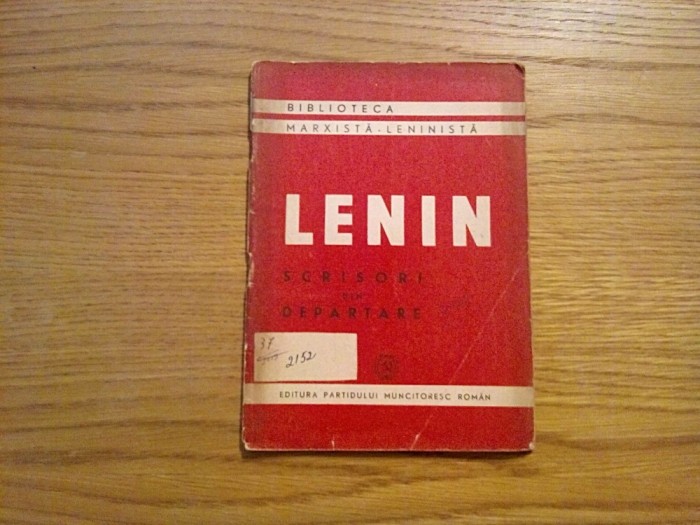 BIBLIOTECA
MARXISTĂ-LENINISTĂ
LENIN
SCRISORI
DIN
DEPARTARE
37
2152
EDITURA PARTIDULUI MUNCITORESC ROMÂN